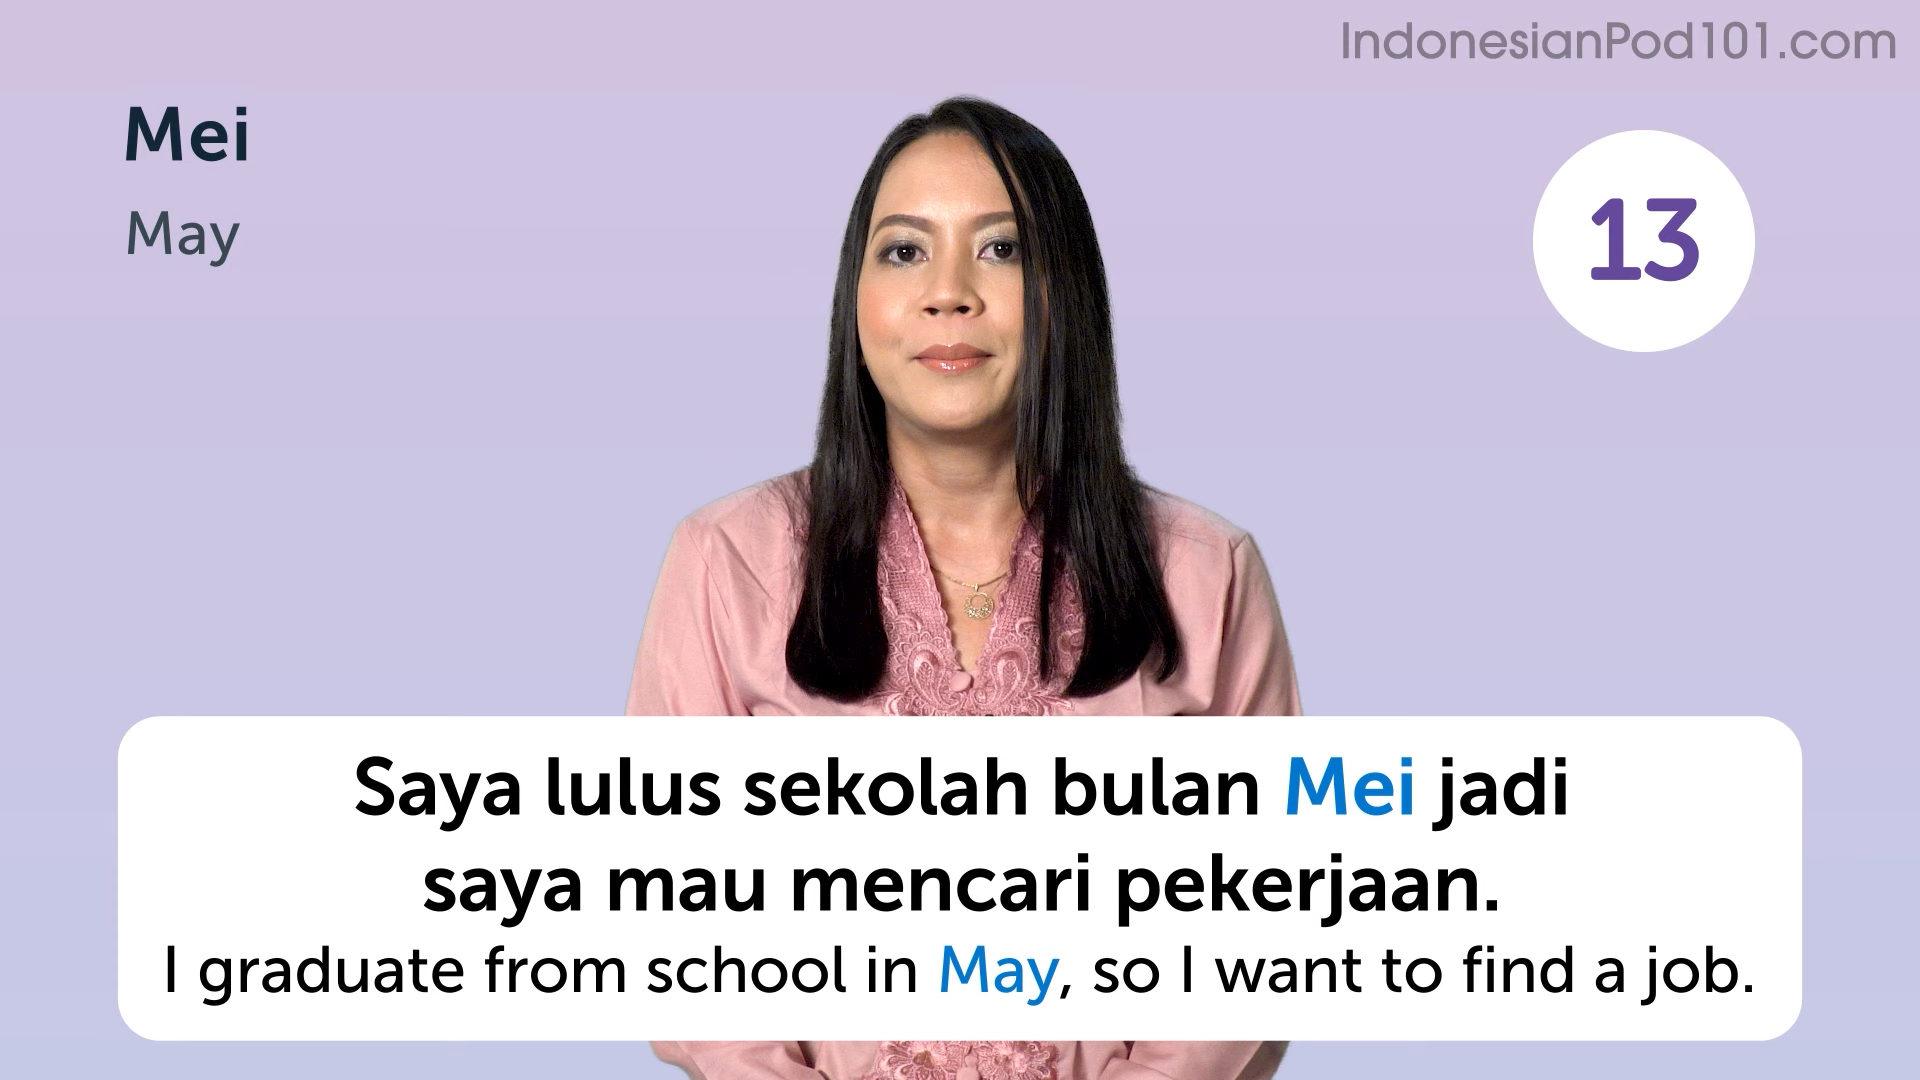 IndonesianPod101.com
Mei
May
13
Saya lulus sekolah bulan Mei jadi
saya mau mencari pekerjaan.
I graduate from school in May, so I want to find a job.